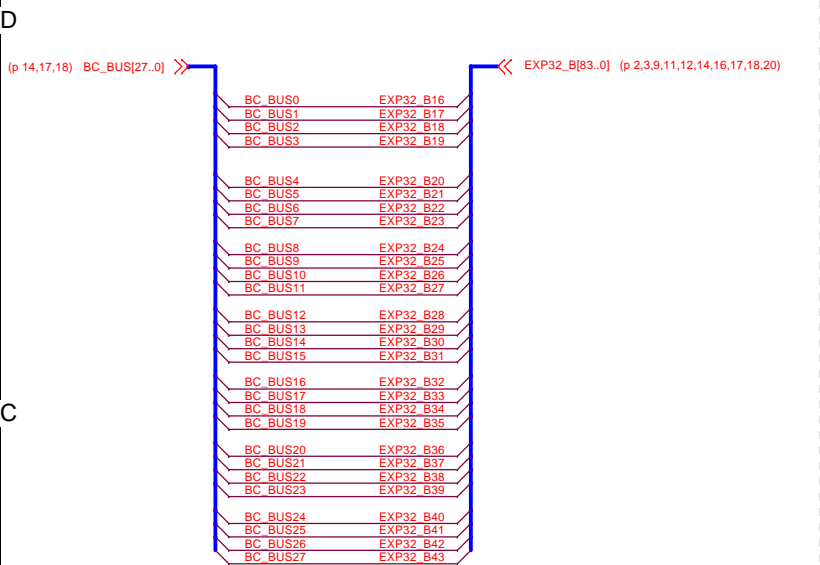 D
(p 14,17,18) BC_BUS[27..0] EXP32_B[83..0] (p 2,3,9,11,12,14,16,17,18,20)
BC_BUS0 EXP32_B16
BC_BUS1 EXP32_B17
BC_BUS2 EXP32_B18
BC_BUS3 EXP32_B19
BC_BUS4 EXP32_B20
BC_BUS5 EXP32_B21
BC_BUS6 EXP32_B22
BC_BUS7 EXP32_B23
BC_BUS8 EXP32_B24
BC_BUS9 EXP32_B25
BC_BUS10 EXP32_B26
BC_BUS11 EXP32_B27
BC_BUS12 EXP32_B28
BC_BUS13 EXP32_B29
BC_BUS14 EXP32_B30
BC_BUS15 EXP32_B31
BC_BUS16 EXP32_B32
BC_BUS17 EXP32_B33
C
BC_BUS18 EXP32_B34
BC_BUS19 EXP32_B35
BC_BUS20 EXP32_B36
BC_BUS21 EXP32_B37
BC_BUS22 EXP32_B38
BC_BUS23 EXP32_B39
BC_BUS24 EXP32_B40
BC_BUS25 EXP32_B41
BC_BUS26 EXP32_B42
BC_BUS27 EXP32_B43